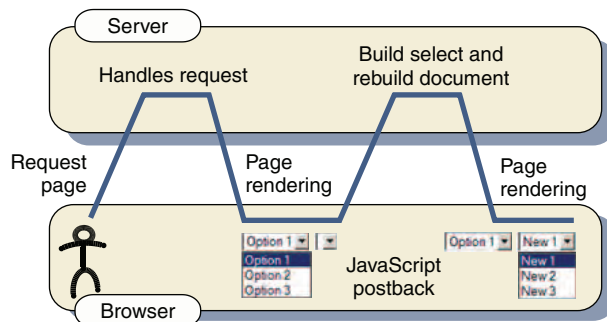 Server
Handles request
Build select and
rebuild document
Request
page
Page
rendering
Page
rendering
Option 1
Option 1
Option 2
Option 3
JavaScript
postback
Option 1 New 1
New 1
New 2
New 3
Browser